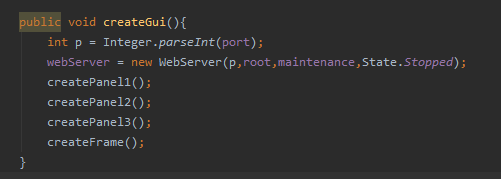 public void createGui(){
int p = Integer.parseInt(port);
webServer = new WebServer(p,root,maintenance,State.Stopped);
createPanel1();
createPanel2();
createPanel3();
createFrame();
}